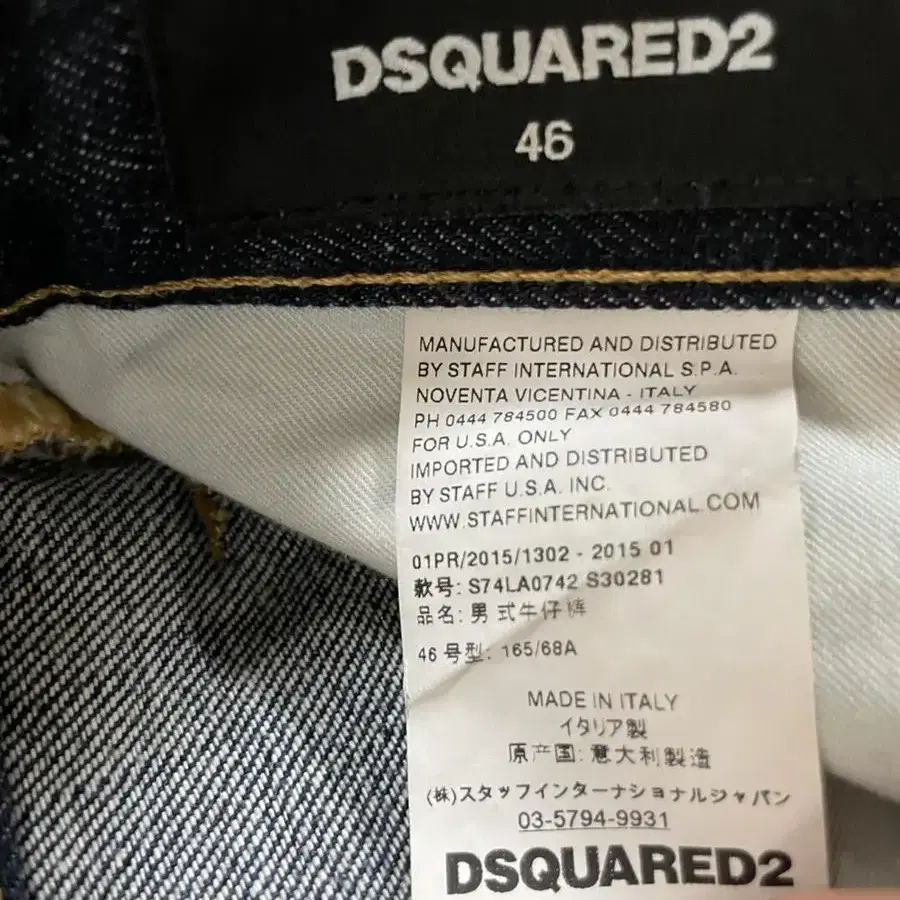 DSQUARED2
46
MANUFACTURED AND DISTRIBUTED
BY STAFF INTERNATIONAL S.P.A.
NOVENTA VICENTINA - ITALY
PH 0444 784500 FAX 0444 784580
FOR U.S.A. ONLY
IMPORTED AND DISTRIBUTED
BY STAFF U.S.A. INC.
WWW.STAFFINTERNATIONAL.COM
01PR/2015/1302 - 2015 01
款号: S74LA0742 S30281
品名: 男式牛仔裤
46 号型: 165/68A
MADE IN ITALY
イタリア製
原产国: 意大利製造
(株)スタッフインターナショナルジャパン
03-5794-9931
DSQUARED2